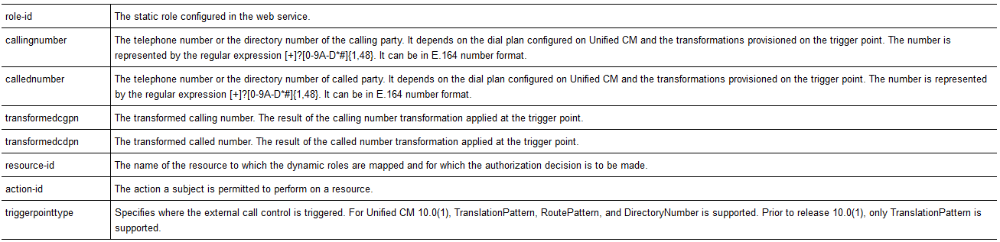 role-id The static role configured in the web service.
callingnumber The telephone number or the directory number of the calling party. It depends on the dial plan configured on Unified CM and the transformations provisioned on the trigger point. The number is
represented by the regular expression [+]?[0-9A-D*#]{1,48}. It can be in E.164 number format.
callednumber The telephone number or the directory number of called party. It depends on the dial plan configured on Unified CM and the transformations provisioned on the trigger point. The number is represented
by the regular expression [+]?[0-9A-D*#]{1,48}. It can be in E.164 number format.
transformedcgpn The transformed calling number. The result of the calling number transformation applied at the trigger point.
transformedcdpn The transformed called number. The result of the called number transformation applied at the trigger point.
resource-id The name of the resource to which the dynamic roles are mapped and for which the authorization decision is to be made.
action-id The action a subject is permitted to perform on a resource.
triggerpointtype Specifies where the external call control is triggered. For Unified CM 10.0(1), TranslationPattern, RoutePattern, and DirectoryNumber is supported. Prior to release 10.0(1), only TranslationPattern is
supported.